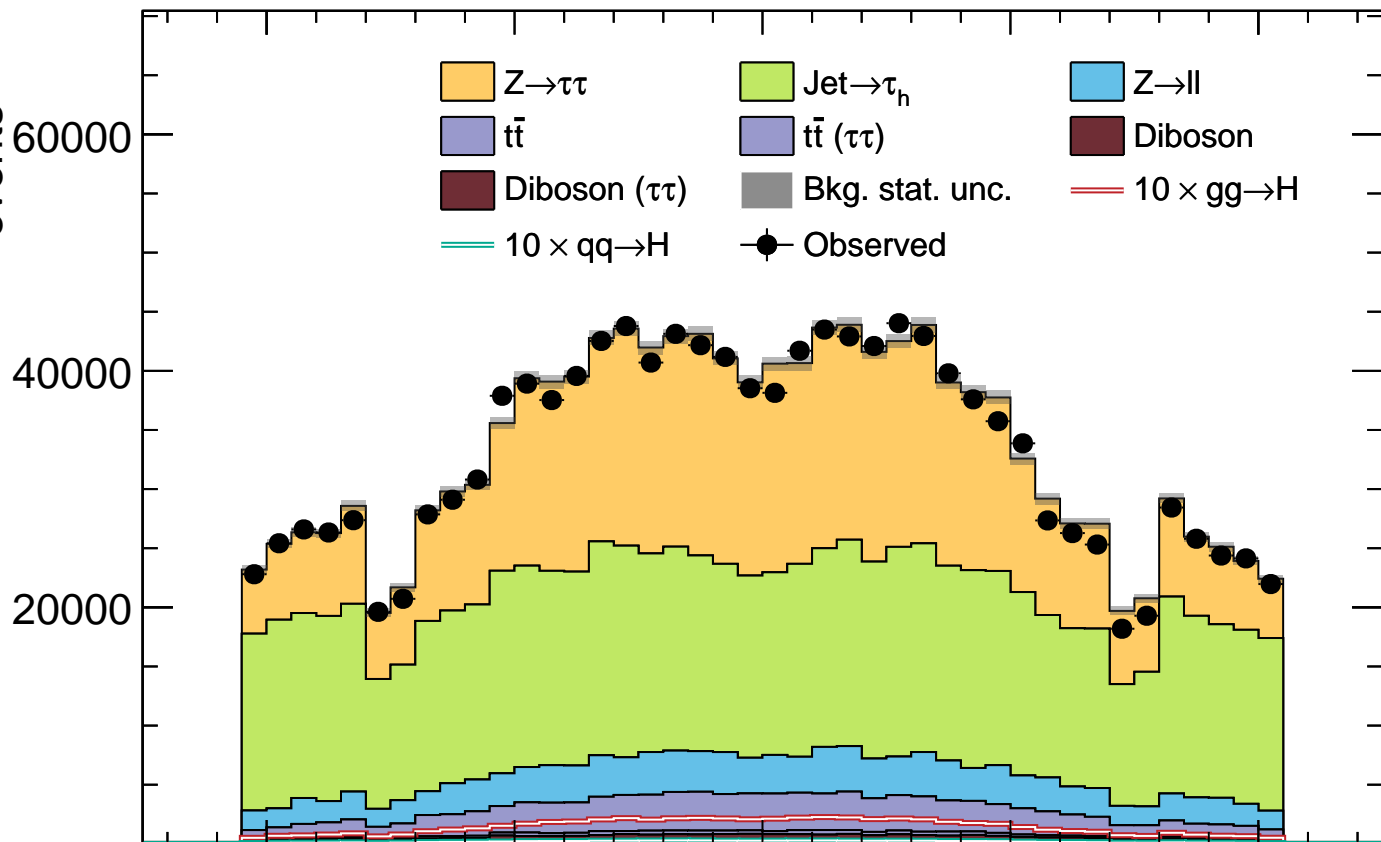 Z→ττ Jet→τₕ Z→ll
tt̄ tt̄ (ττ) Diboson
Diboson (ττ) Bkg. stat. unc. 10 × gg→H
10 × qq→H Observed
60000
40000
20000